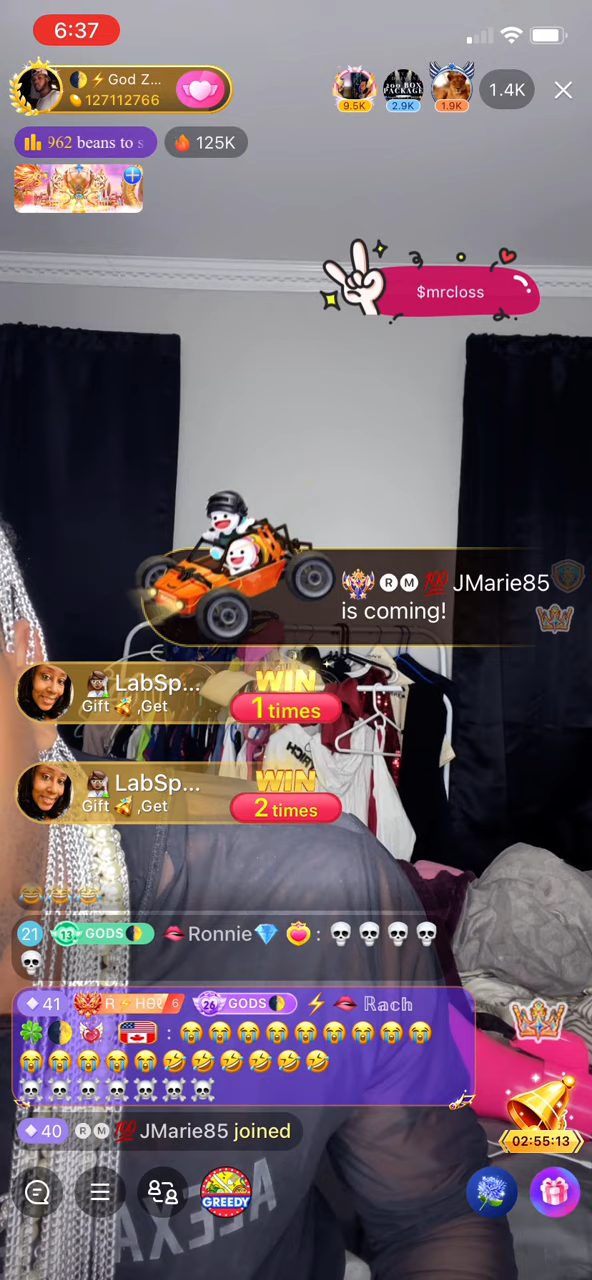 6:37
God Z...
127112766
9.5K
2.9K
1.9K
1.4K
962 beans to s
125K
$mrcloss
R M 💯 JMarie85
is coming!
LabSp...
Gift ,Get
WIN
1 times
LabSp...
Gift ,Get
WIN
2 times
😂😂😂
21 13 GODS🌓 💋Ronnie💎 : 💀 💀 💀 💀
💀
41 R⚡HΘ 6 26 GODS🌓 ⚡ 💋 ℝach
🍀 🌓 : 😭😭😭😭😭😭😭😭😭
😭😭😭😭😭🤣🤣🤣🤣🤣🤣
☠️☠️☠️☠️☠️☠️☠️
40 R M 💯 JMarie85 joined
02:55:13
GREEDY
ALEXA